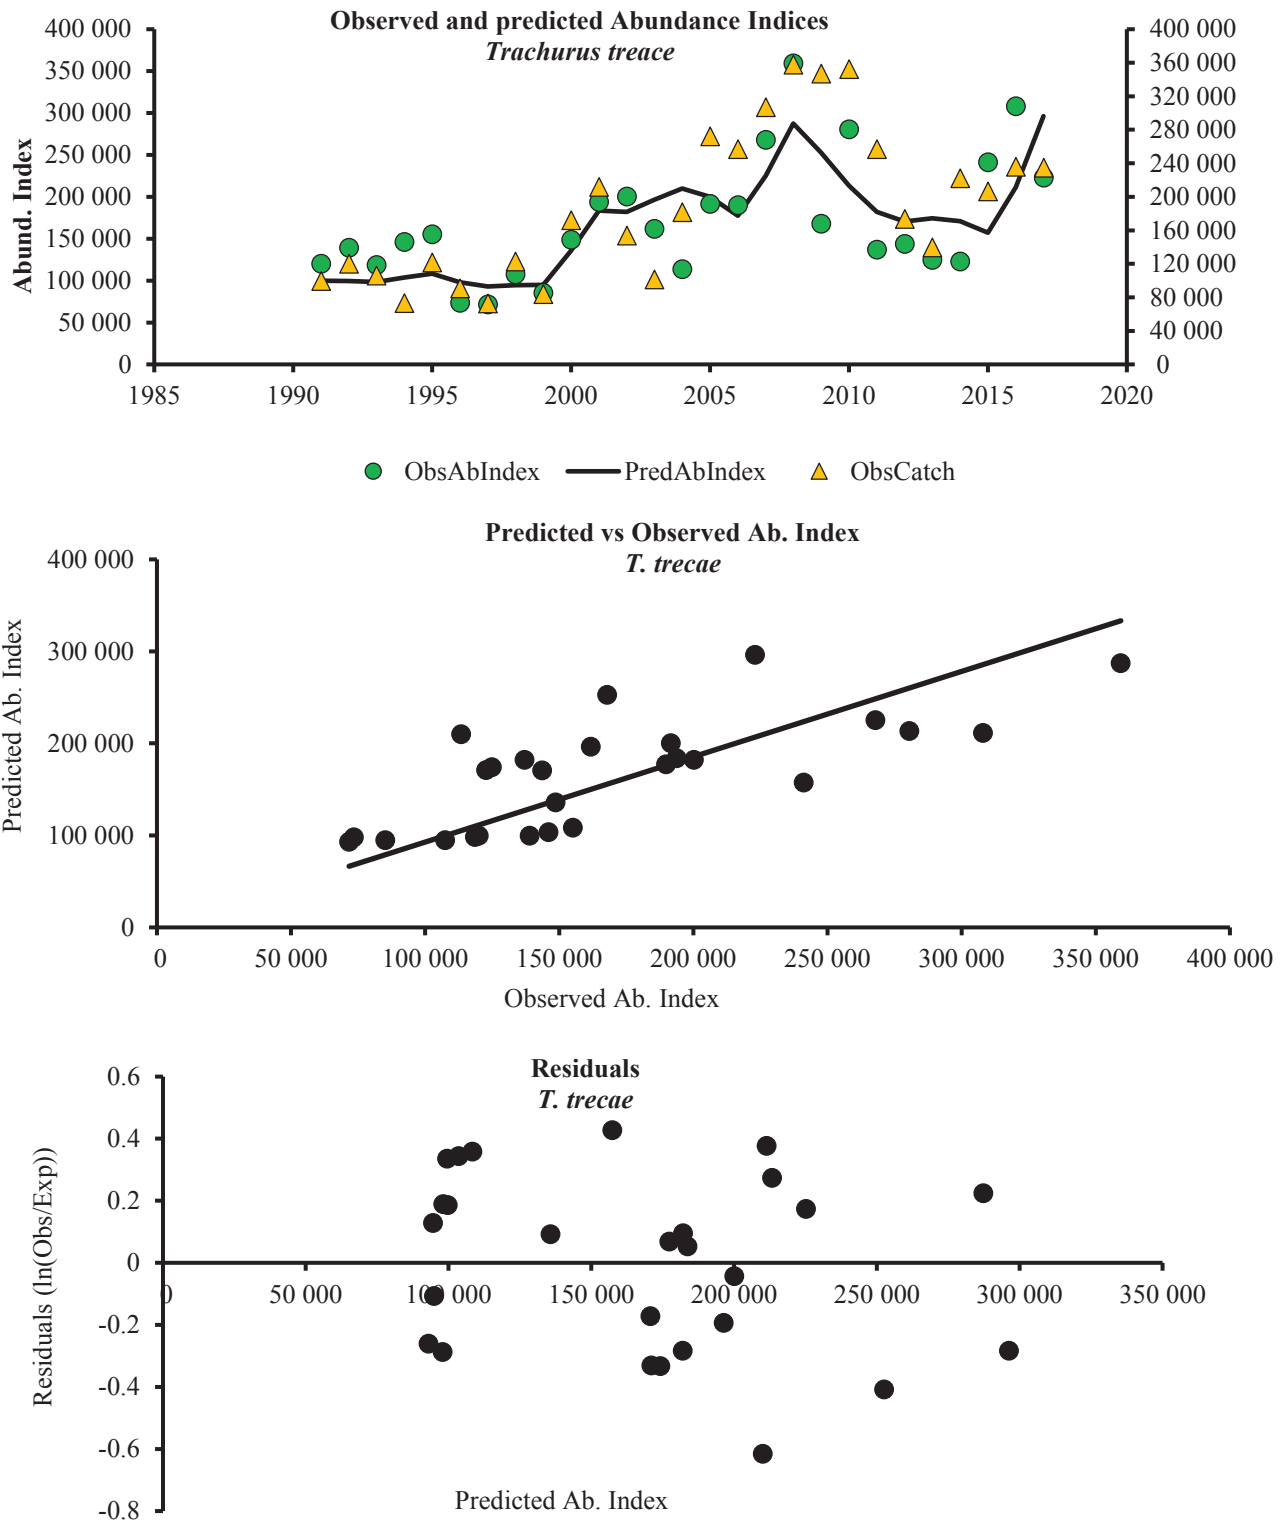 Observed and predicted Abundance Indices
Trachurus treace
Abund. Index
400 000
350 000
300 000
250 000
200 000
150 000
100 000
50 000
0
400 000
360 000
320 000
280 000
240 000
200 000
160 000
120 000
80 000
40 000
0
1985 1990 1995 2000 2005 2010 2015 2020
ObsAbIndex PredAbIndex ObsCatch
Predicted vs Observed Ab. Index
T. trecae
Predicted Ab. Index
400 000
300 000
200 000
100 000
0
0 50 000 100 000 150 000 200 000 250 000 300 000 350 000 400 000
Observed Ab. Index
Residuals
T. trecae
Residuals (ln(Obs/Exp))
0.6
0.4
0.2
0
-0.2
-0.4
-0.6
-0.8
0 50 000 100 000 150 000 200 000 250 000 300 000 350 000
Predicted Ab. Index